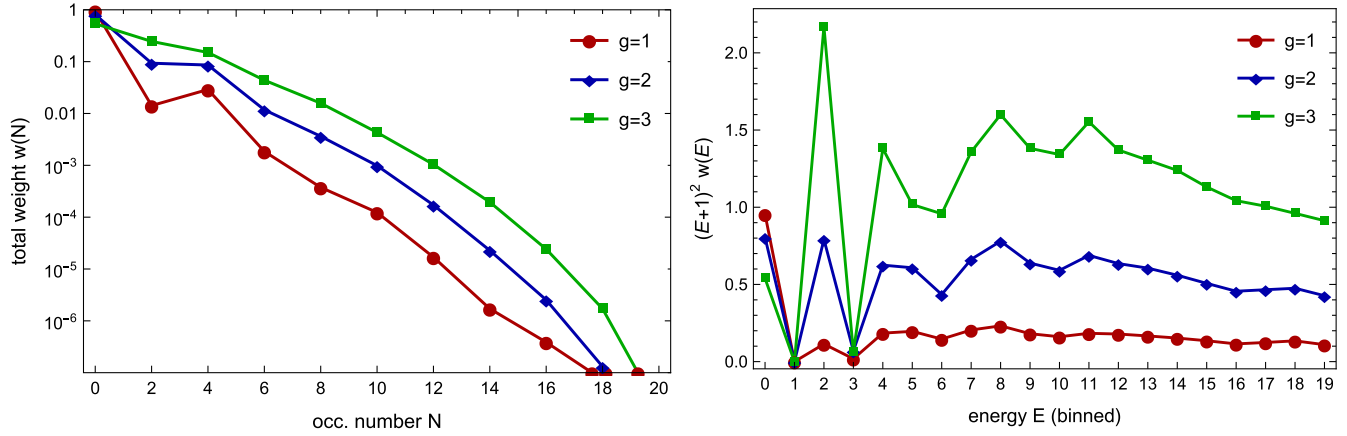 1
0.1
0.01
10⁻³
10⁻⁴
10⁻⁵
10⁻⁶
total weight w(N)
g=1
g=2
g=3
0 2 4 6 8 10 12 14 16 18 20
occ. number N
2.0
1.5
1.0
0.5
0.0
(E+1)² w(E)
g=1
g=2
g=3
0 1 2 3 4 5 6 7 8 9 10 11 12 13 14 15 16 17 18 19
energy E (binned)